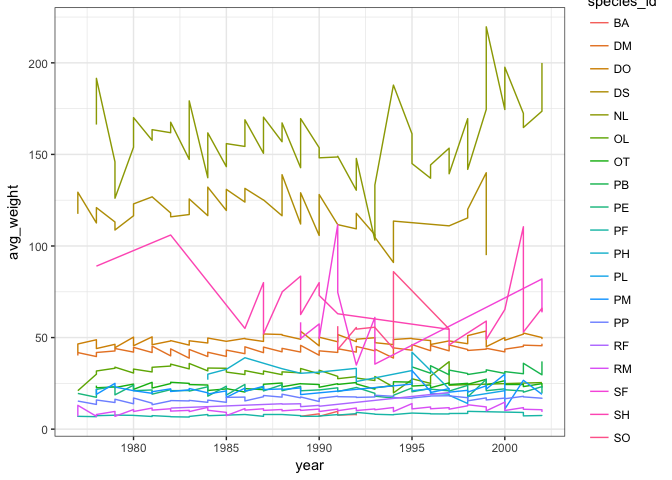 species_id
BA
DM
DO
DS
NL
OL
OT
PB
PE
PF
PH
PL
PM
PP
RF
RM
SF
SH
SO
avg_weight
200
150
100
50
0
1980 1985 1990 1995 2000
year